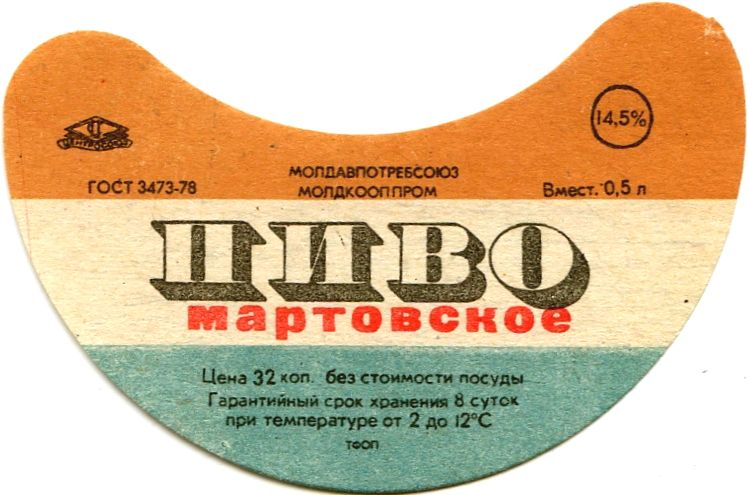 14,5%
ЦЕНТРОСОЮЗ
МОЛДАВПОТРЕБСОЮЗ
ГОСТ 3473-78 МОЛДКООППРОМ Вмест. 0,5 л
ПИВО
мартовское
Цена 32 коп. без стоимости посуды
Гарантийный срок хранения 8 суток
при температуре от 2 до 12°С
ТФОП